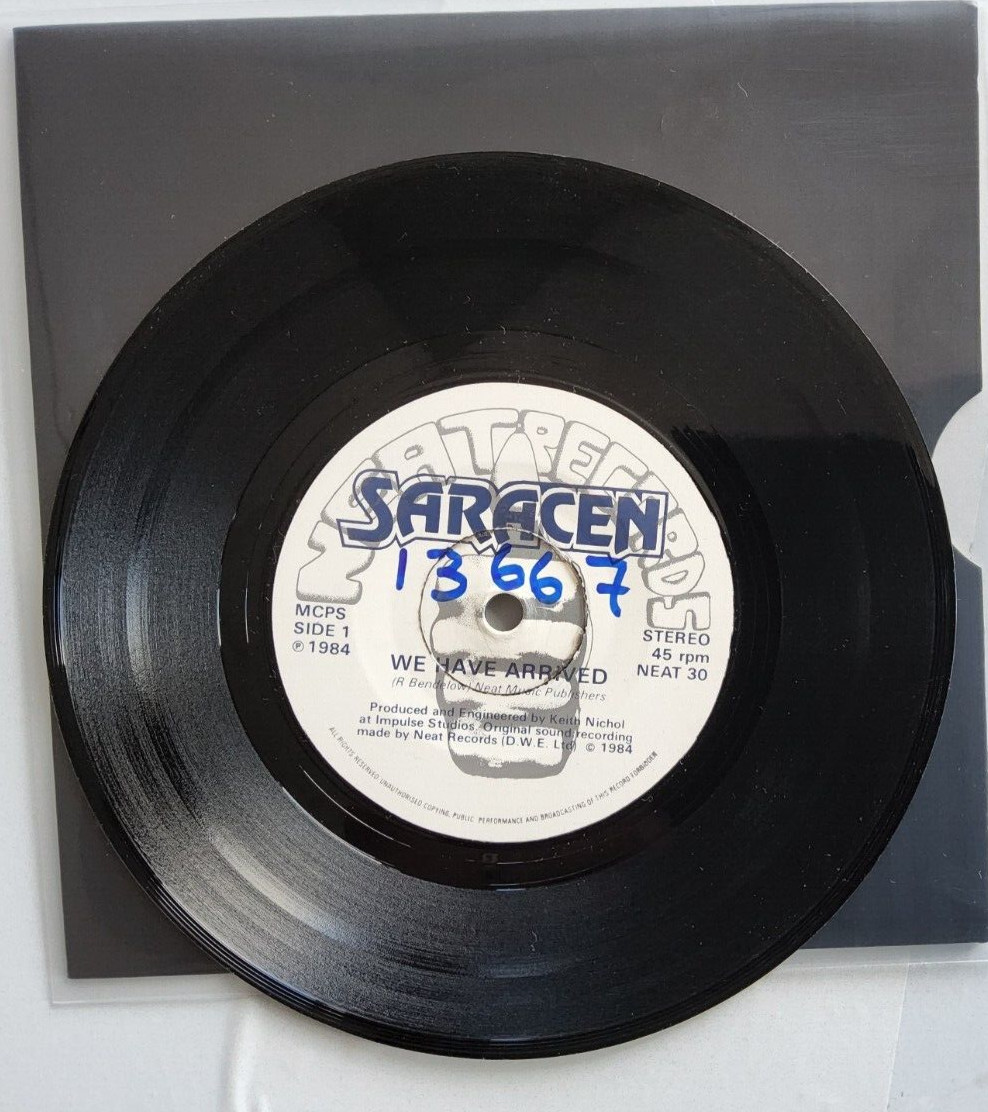 NEAT RECORDS
SARACEN
13667
MCPS
SIDE 1
℗ 1984
STEREO
45 rpm
NEAT 30
WE HAVE ARRIVED
(R Bendelow) Neat Music Publishers
Produced and Engineered by Keith Nichol
at Impulse Studios. Original sound recording
made by Neat Records (D.W.E. Ltd) © 1984
ALL RIGHTS RESERVED UNAUTHORISED COPYING, PUBLIC PERFORMANCE AND BROADCASTING OF THIS RECORD FORBIDDEN